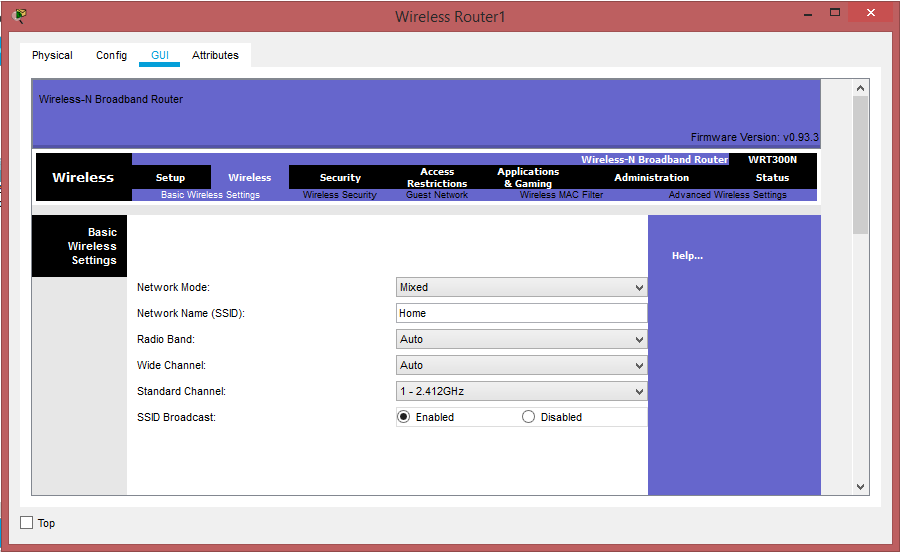 Wireless Router1
Physical Config GUI Attributes
Wireless-N Broadband Router
Firmware Version: v0.93.3
Wireless-N Broadband Router WRT300N
Wireless
Setup Wireless Security Access Restrictions Applications & Gaming Administration Status
Basic Wireless Settings Wireless Security Guest Network Wireless MAC Filter Advanced Wireless Settings
Basic
Wireless
Settings
Help...
Network Mode: Mixed
Network Name (SSID): Home
Radio Band: Auto
Wide Channel: Auto
Standard Channel: 1 - 2.412GHz
SSID Broadcast: Enabled Disabled
Top